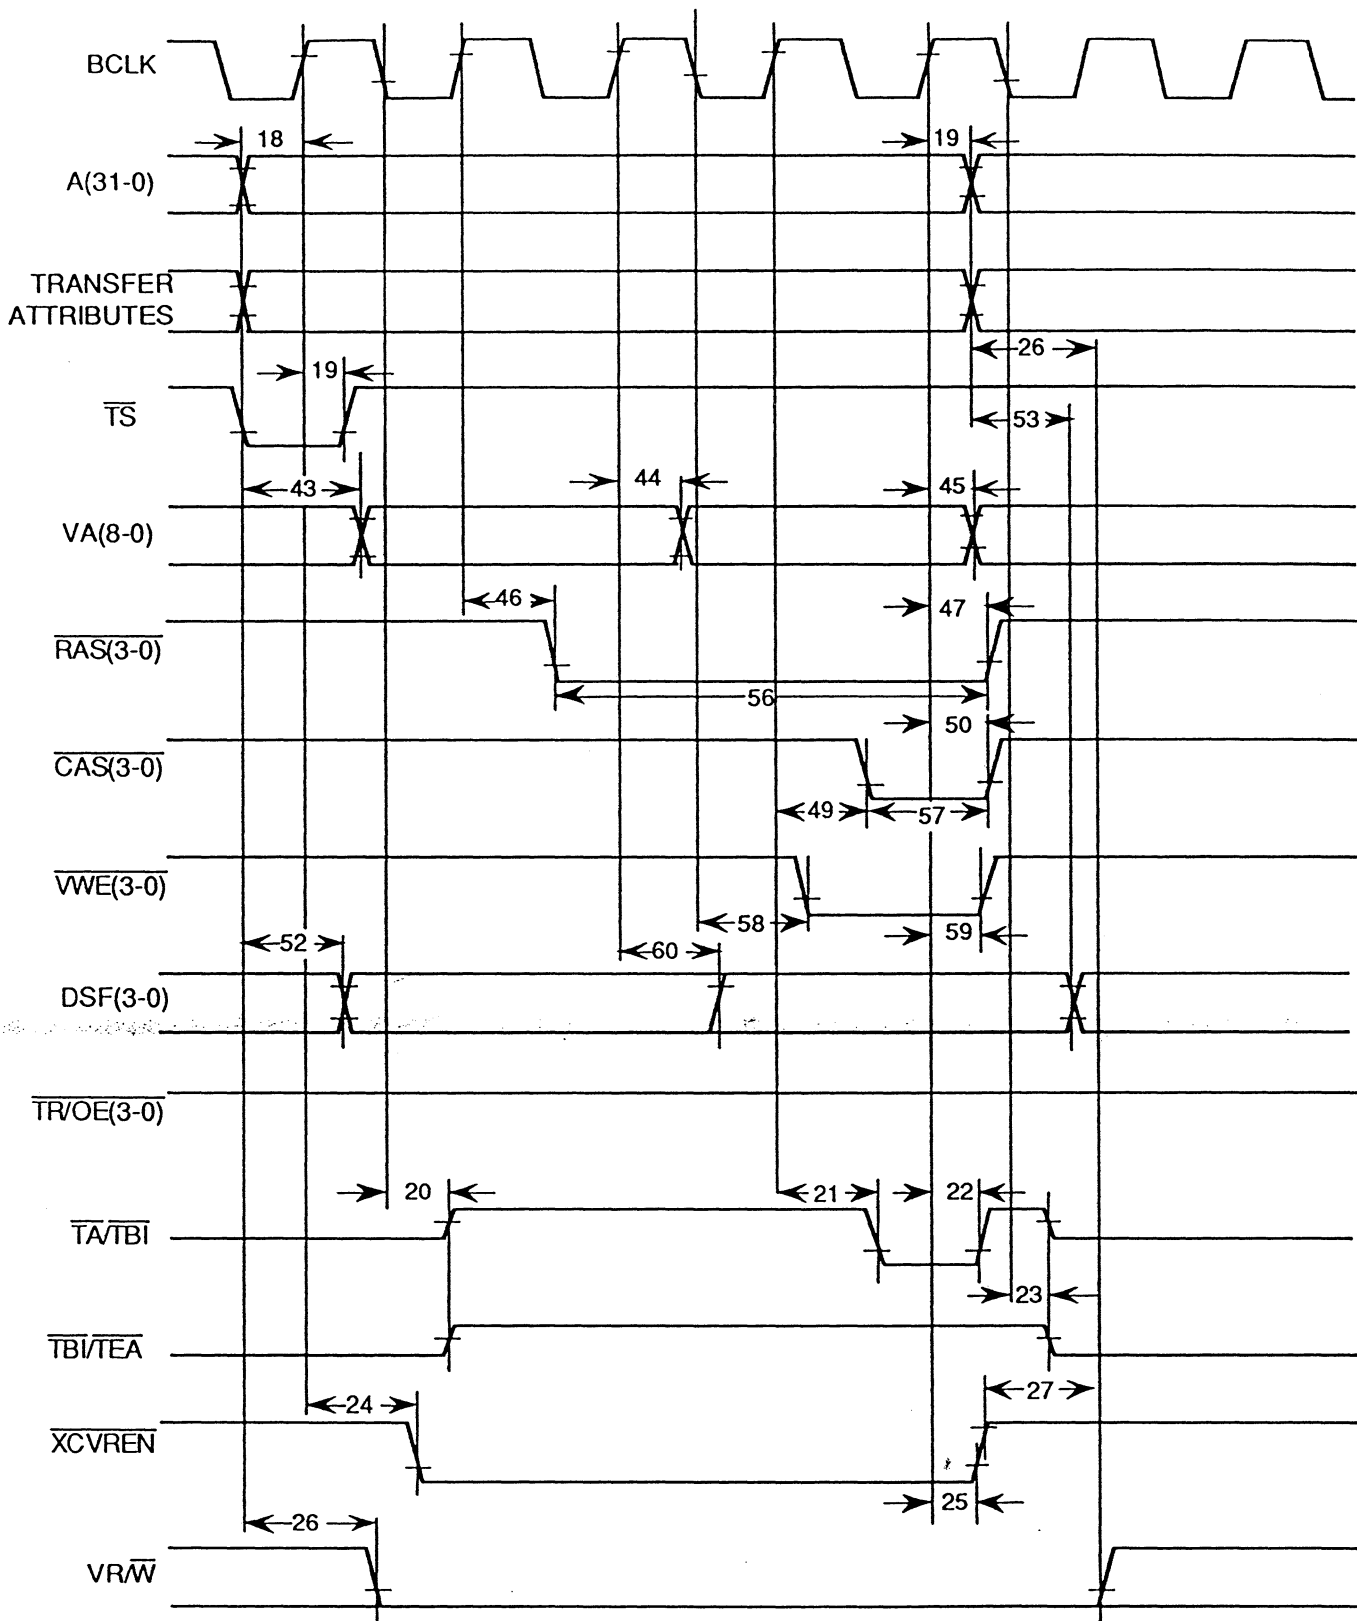 BCLK
18
19
A(31-0)
TRANSFER
ATTRIBUTES
26
19
53
TS
43
44
45
VA(8-0)
46
47
RAS(3-0)
56
50
CAS(3-0)
49
57
VWE(3-0)
58
59
52
60
DSF(3-0)
TR/OE(3-0)
20
21
22
TA/TBI
23
TBI/TEA
27
24
XCVREN
25
26
VR/W